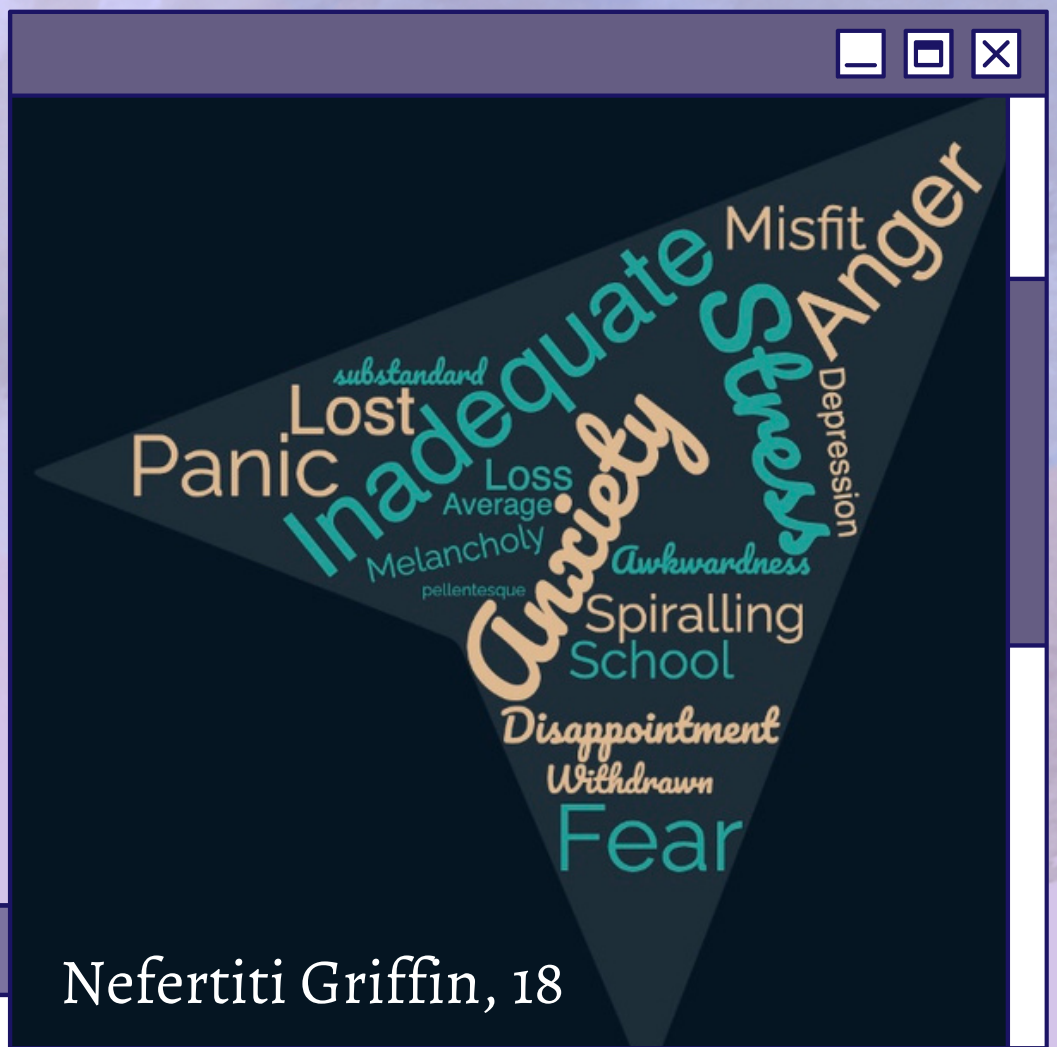 Misfit
Anger
Inadequate
Stress
substandard
Lost
Panic
Depression
Anxiety
Loss
Average
Melancholy
pellentesque
Awkwardness
Spiralling
School
Disappointment
Withdrawn
Fear
Nefertiti Griffin, 18